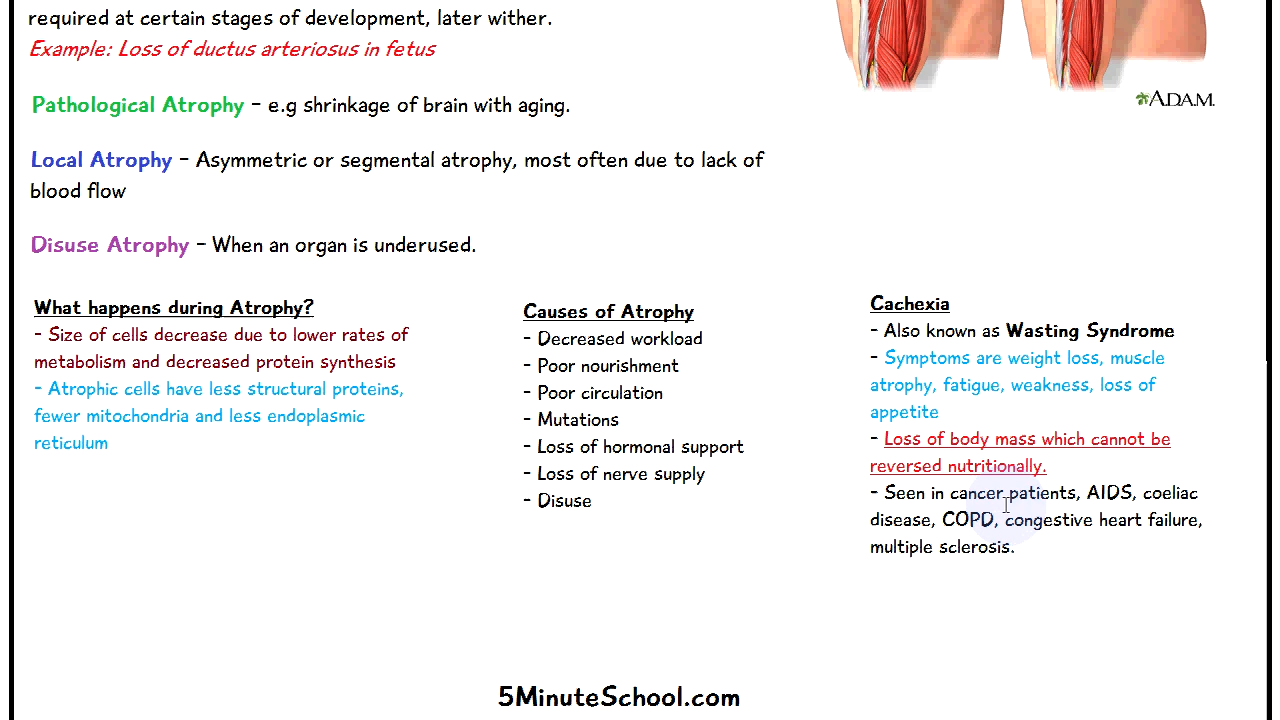 required at certain stages of development, later wither.
Example: Loss of ductus arteriosus in fetus
A.D.A.M.
Pathological Atrophy - e.g shrinkage of brain with aging.
Local Atrophy - Asymmetric or segmental atrophy, most often due to lack of
blood flow
Disuse Atrophy - When an organ is underused.
What happens during Atrophy?
- Size of cells decrease due to lower rates of
metabolism and decreased protein synthesis
- Atrophic cells have less structural proteins,
fewer mitochondria and less endoplasmic
reticulum
Causes of Atrophy
- Decreased workload
- Poor nourishment
- Poor circulation
- Mutations
- Loss of hormonal support
- Loss of nerve supply
- Disuse
Cachexia
- Also known as Wasting Syndrome
- Symptoms are weight loss, muscle
atrophy, fatigue, weakness, loss of
appetite
- Loss of body mass which cannot be
reversed nutritionally.
- Seen in cancer patients, AIDS, coeliac
disease, COPD, congestive heart failure,
multiple sclerosis.
5MinuteSchool.com